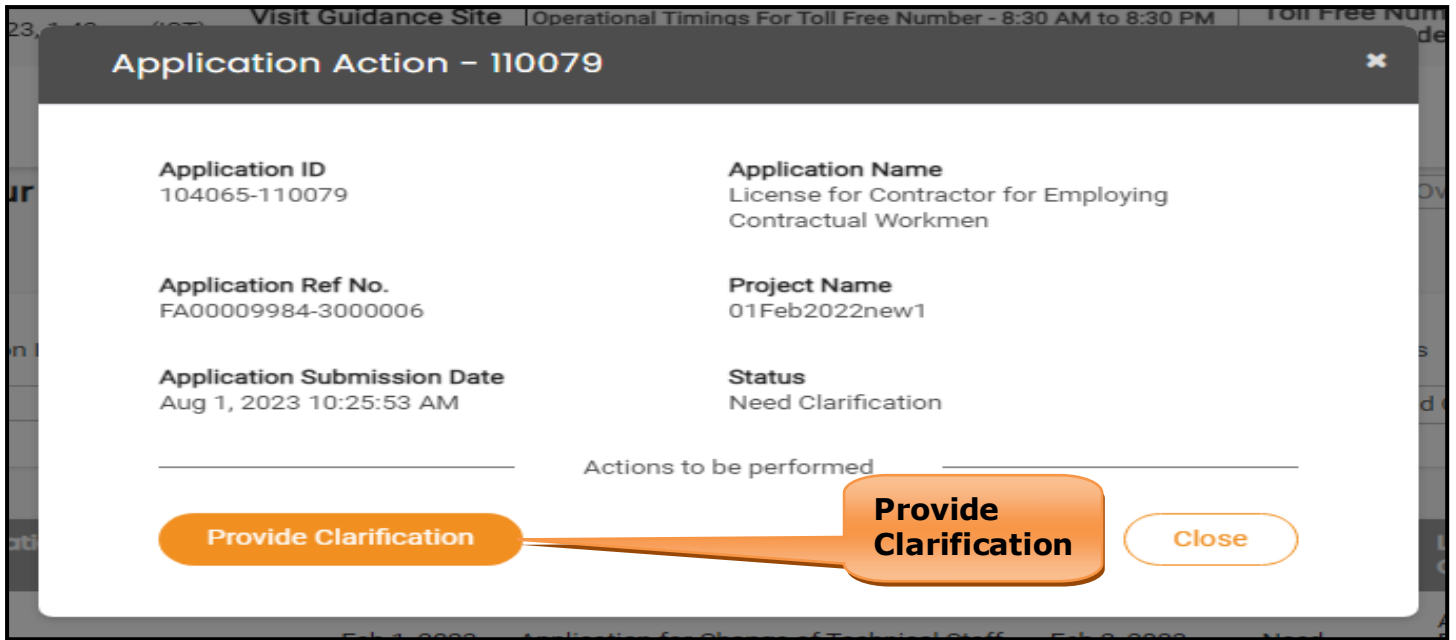 Visit Guidance Site Operational Timings For Toll Free Number - 8:30 AM to 8:30 PM
Application Action - 110079
Application ID
104065-110079
Application Name
License for Contractor for Employing
Contractual Workmen
Application Ref No.
FA00009984-3000006
Project Name
01Feb2022new1
Application Submission Date
Aug 1, 2023 10:25:53 AM
Status
Need Clarification
Actions to be performed
Provide Clarification
Provide
Clarification
Close